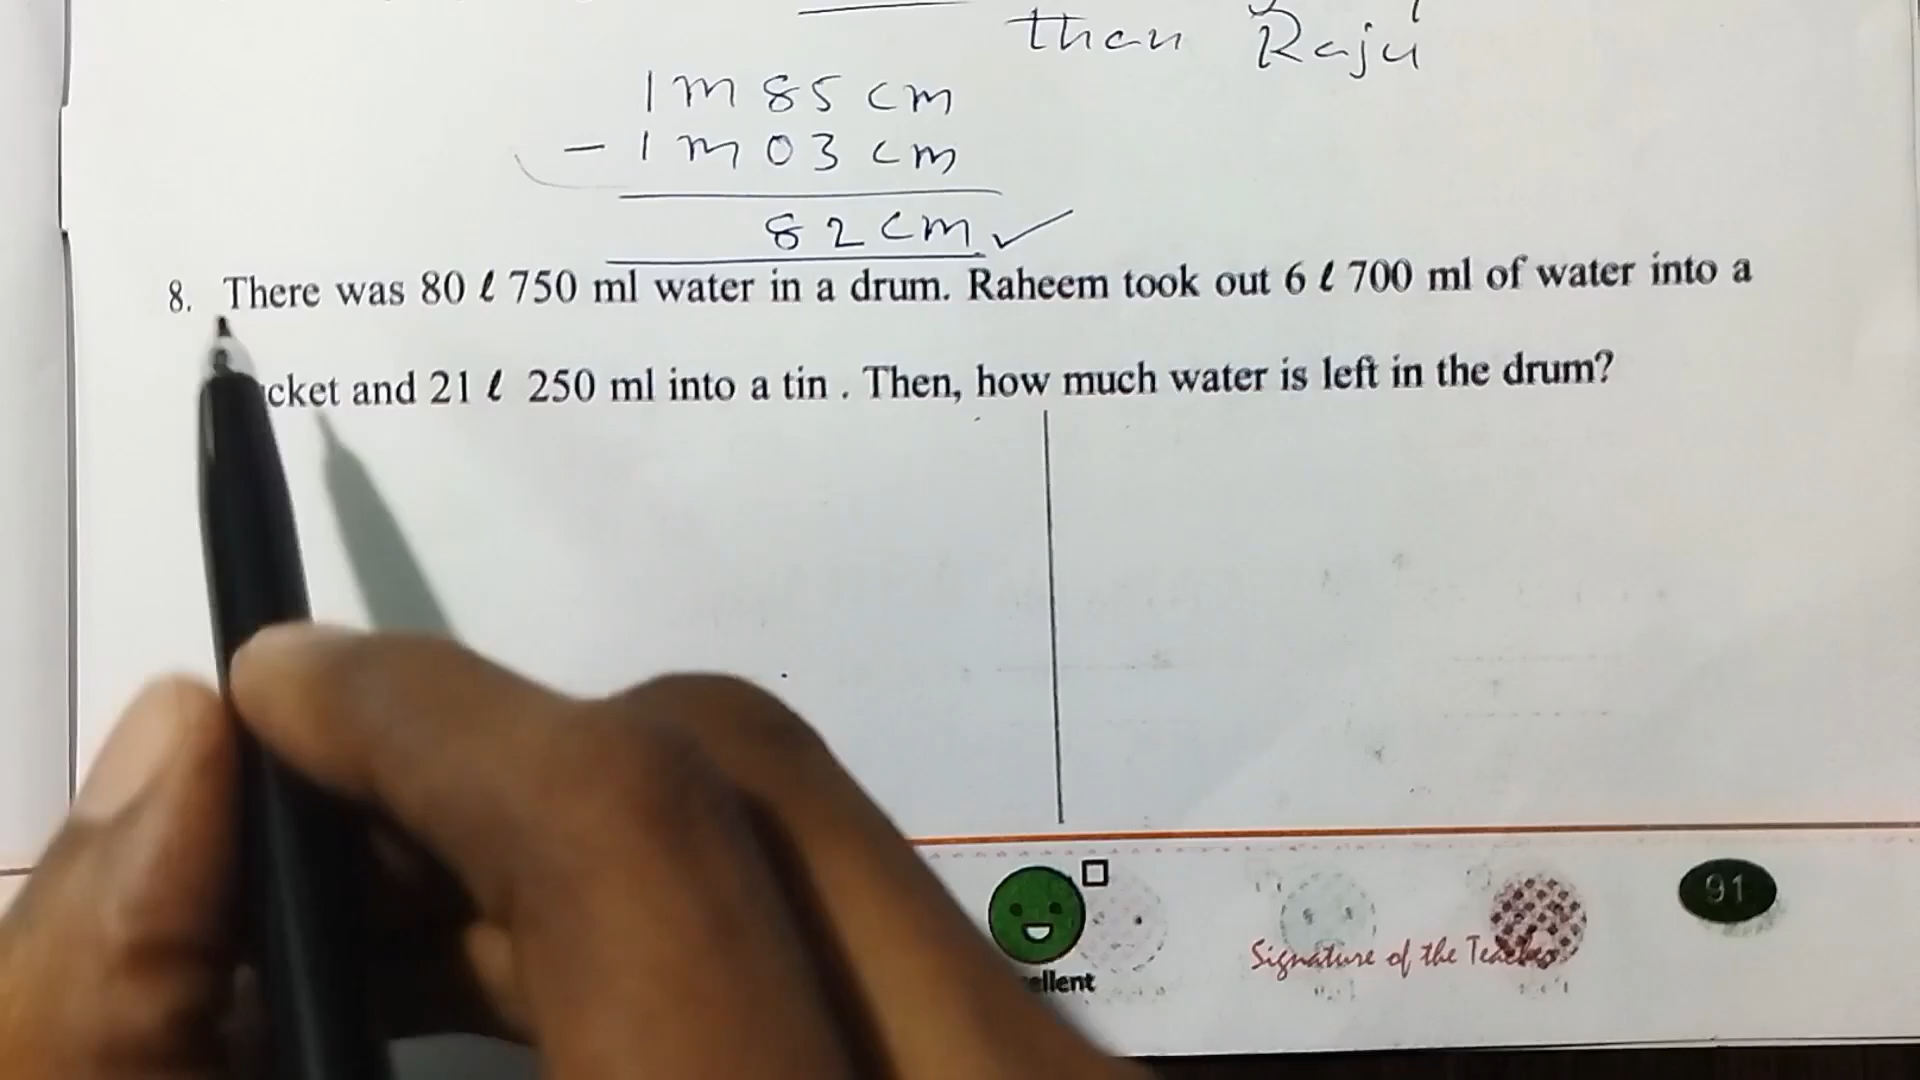 than Raju
1m 85 cm
- 1m 03 cm
82 cm ✓
8. There was 80 ℓ 750 ml water in a drum. Raheem took out 6 ℓ 700 ml of water into a
cket and 21 ℓ 250 ml into a tin . Then, how much water is left in the drum?
ellent
Signature of the Teacher
91